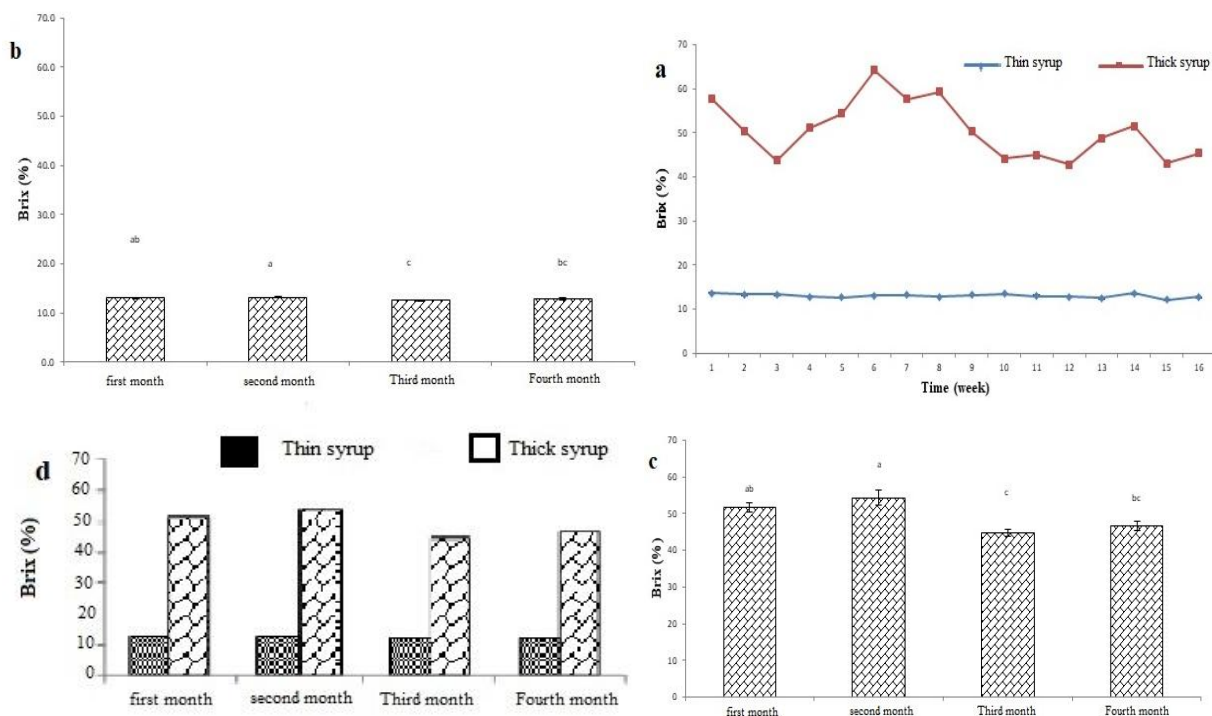 b
70.0
60.0
50.0
40.0
30.0
20.0
10.0
0.0
Brix (%)
ab
a
c
bc
first month
second month
Third month
Fourth month
a
Thin syrup
Thick syrup
70
60
50
40
30
20
10
0
Brix (%)
1 2 3 4 5 6 7 8 9 10 11 12 13 14 15 16
Time (week)
d
Thin syrup
Thick syrup
70
60
50
40
30
20
10
0
Brix (%)
first month
second month
Third month
Fourth month
c
70
60
50
40
30
20
10
0
Brix (%)
ab
a
c
bc
first month
second month
Third month
Fourth month